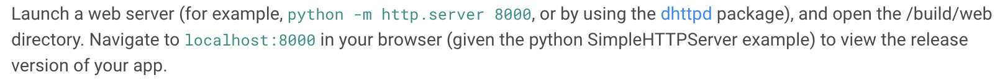 Launch a web server (for example, python -m http.server 8000, or by using the dhttpd package), and open the /build/web
directory. Navigate to localhost:8000 in your browser (given the python SimpleHTTPServer example) to view the release
version of your app.